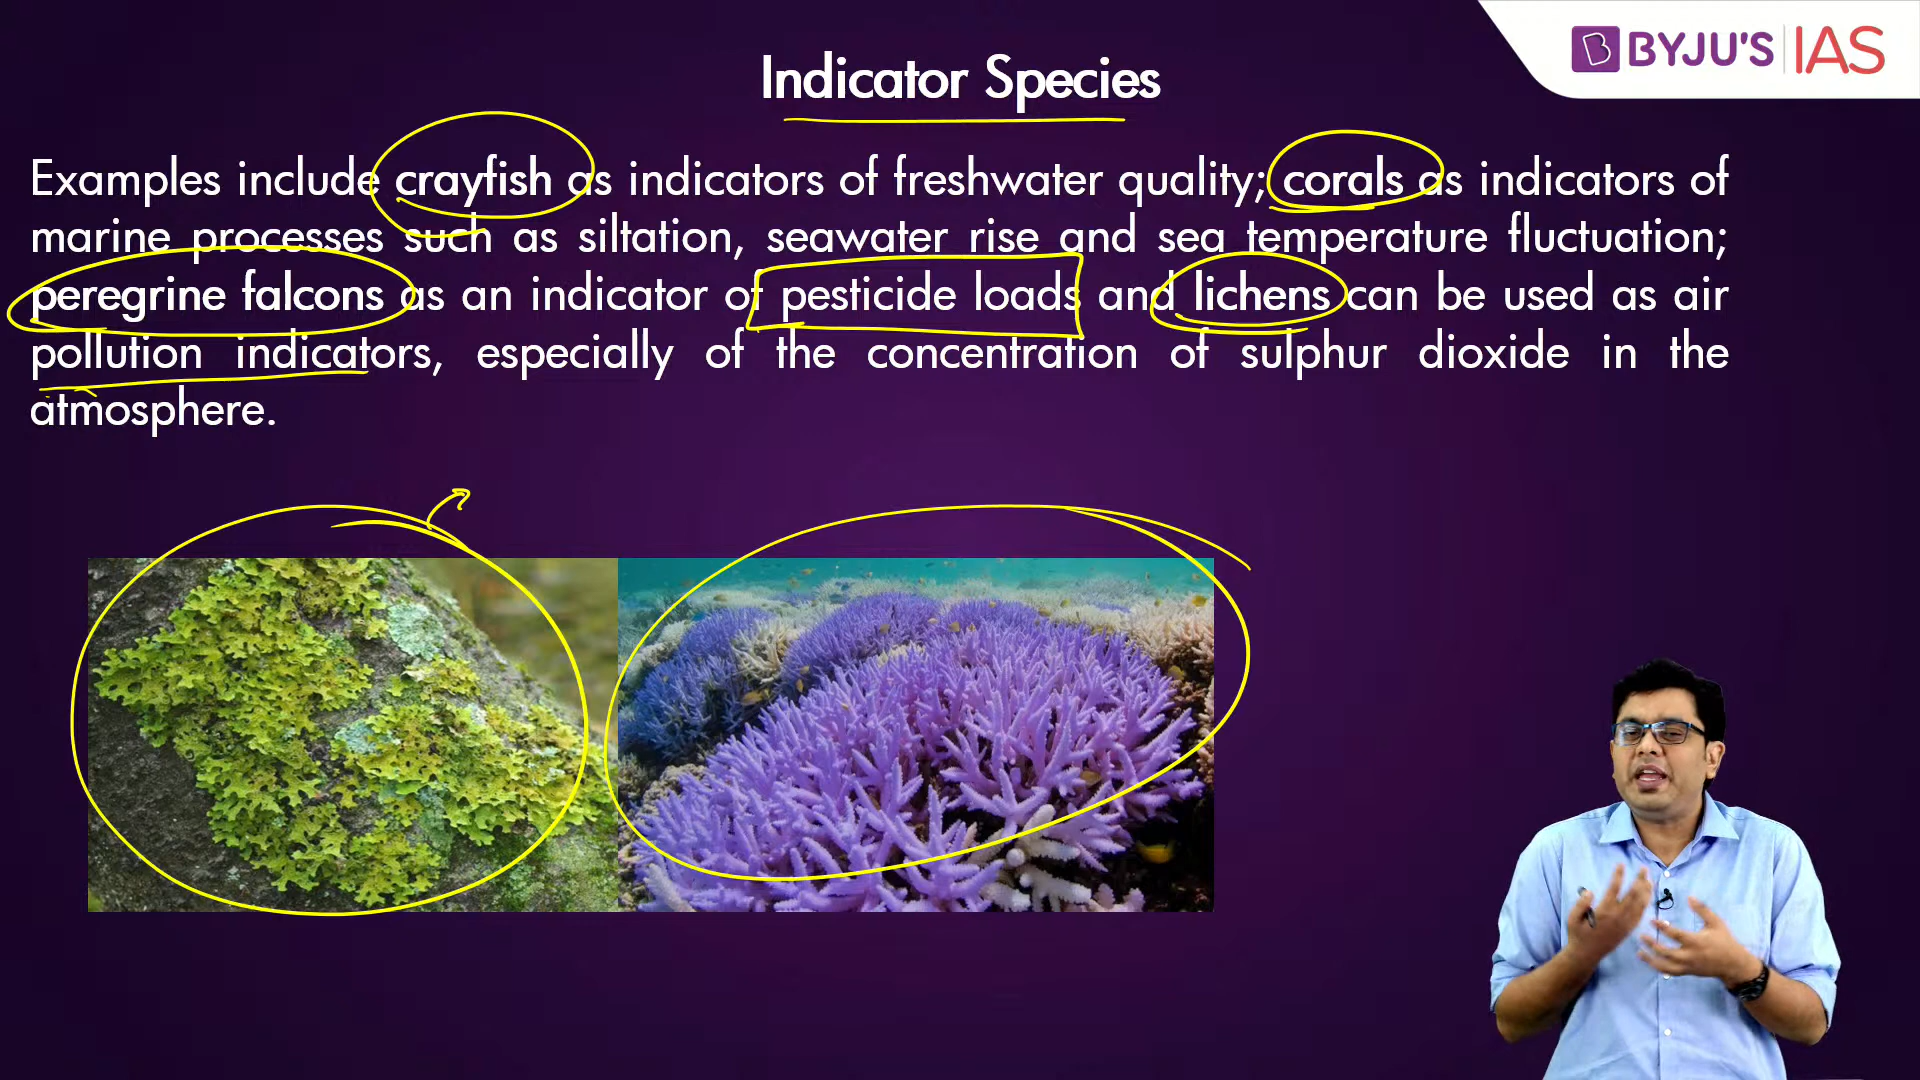 BYJU'S IAS
Indicator Species
Examples include crayfish as indicators of freshwater quality; corals as indicators of
marine processes such as siltation, seawater rise and sea temperature fluctuation;
peregrine falcons as an indicator of pesticide loads and lichens can be used as air
pollution indicators, especially of the concentration of sulphur dioxide in the
atmosphere.